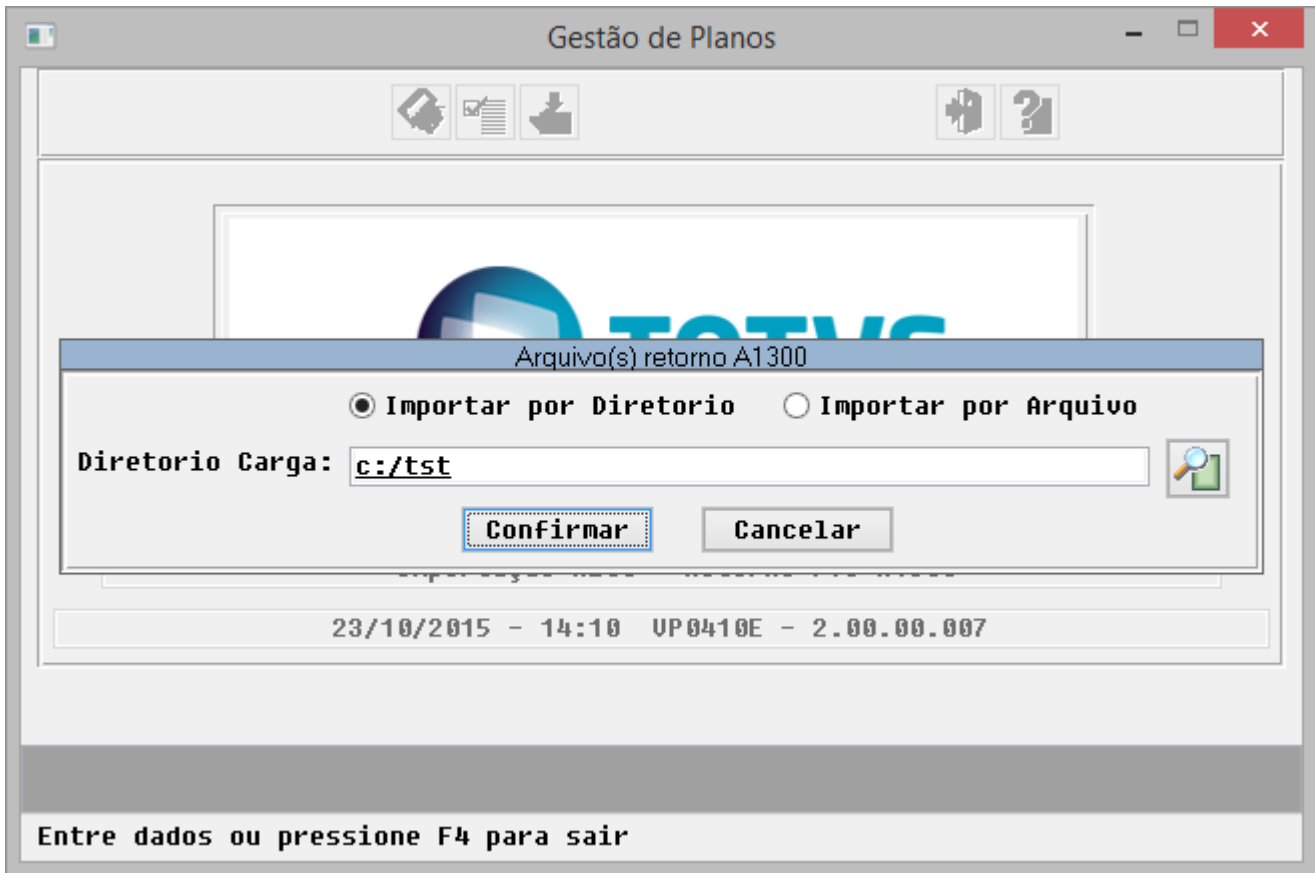 Gestão de Planos
TOTVS
Arquivo(s) retorno A1300
Importar por Diretorio Importar por Arquivo
Diretorio Carga: c:/tst
Confirmar Cancelar
23/10/2015 - 14:10 VP0410E - 2.00.00.007
Entre dados ou pressione F4 para sair